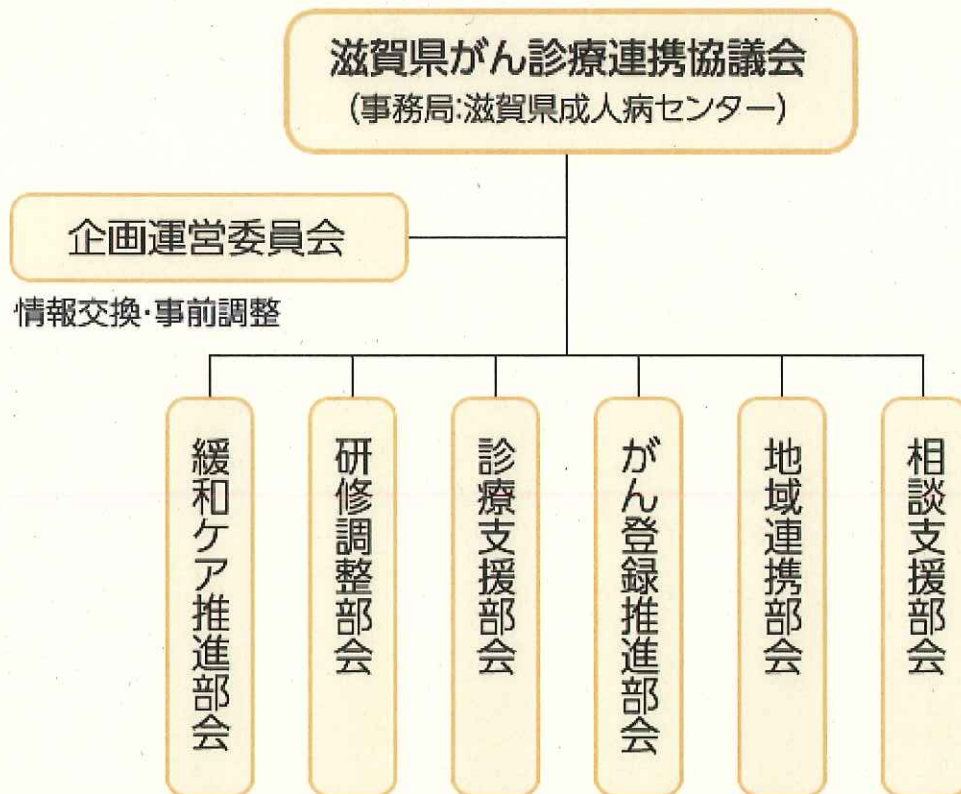 滋賀県がん診療連携協議会
(事務局:滋賀県成人病センター)
企画運営委員会
情報交換・事前調整
緩和ケア推進部会
研修調整部会
診療支援部会
がん登録推進部会
地域連携部会
相談支援部会